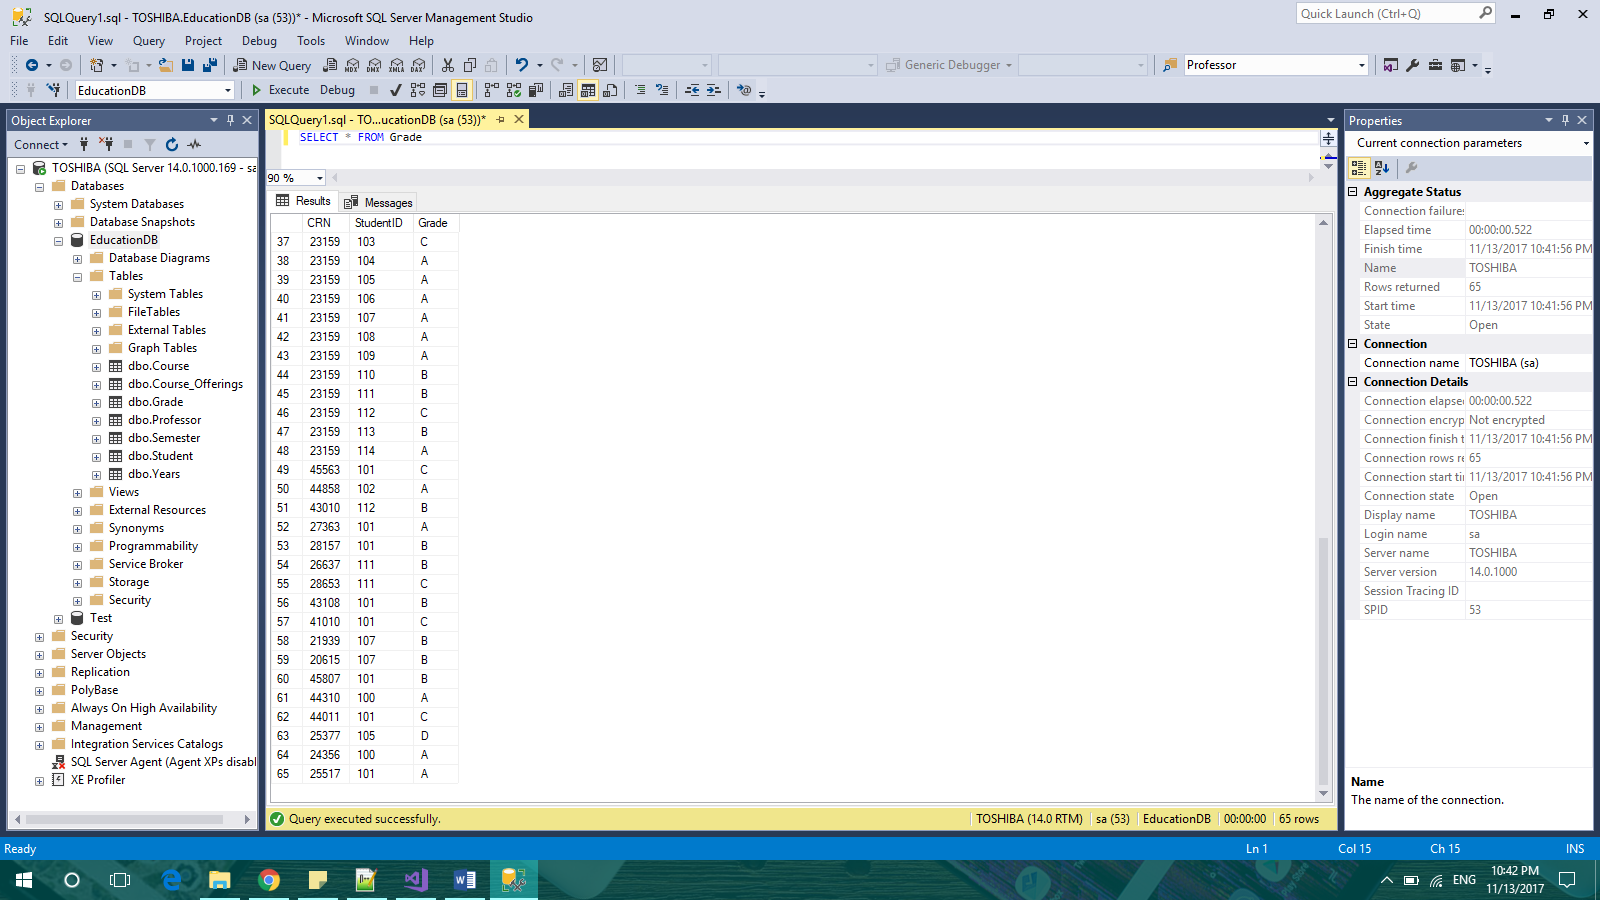 SQLQuery1.sql - TOSHIBA.EducationDB (sa (53))* - Microsoft SQL Server Management Studio
Quick Launch (Ctrl+Q)
File Edit View Query Project Debug Tools Window Help
New Query MDX DMX XMLA DAX Generic Debugger Professor
EducationDB Execute Debug
Object Explorer
Connect
TOSHIBA (SQL Server 14.0.1000.169 - sa
Databases
System Databases
Database Snapshots
EducationDB
Database Diagrams
Tables
System Tables
FileTables
External Tables
Graph Tables
dbo.Course
dbo.Course_Offerings
dbo.Grade
dbo.Professor
dbo.Semester
dbo.Student
dbo.Years
Views
External Resources
Synonyms
Programmability
Service Broker
Storage
Security
Test
Security
Server Objects
Replication
PolyBase
Always On High Availability
Management
Integration Services Catalogs
SQL Server Agent (Agent XPs disabl
XE Profiler
SQLQuery1.sql - TO...ucationDB (sa (53))*
SELECT * FROM Grade
90 %
Results Messages
CRN StudentID Grade
37 23159 103 C
38 23159 104 A
39 23159 105 A
40 23159 106 A
41 23159 107 A
42 23159 108 A
43 23159 109 A
44 23159 110 B
45 23159 111 B
46 23159 112 C
47 23159 113 B
48 23159 114 A
49 45563 101 C
50 44858 102 A
51 43010 112 B
52 27363 101 A
53 28157 101 B
54 26637 111 B
55 28653 111 C
56 43108 101 B
57 41010 101 C
58 21939 107 B
59 20615 107 B
60 45807 101 B
61 44310 100 A
62 44011 101 C
63 25377 105 D
64 24356 100 A
65 25517 101 A
Query executed successfully. TOSHIBA (14.0 RTM) sa (53) EducationDB 00:00:00 65 rows
Properties
Current connection parameters
Aggregate Status
Connection failures
Elapsed time 00:00:00.522
Finish time 11/13/2017 10:41:56 PM
Name TOSHIBA
Rows returned 65
Start time 11/13/2017 10:41:56 PM
State Open
Connection
Connection name TOSHIBA (sa)
Connection Details
Connection elapse 00:00:00.522
Connection encryp Not encrypted
Connection finish t 11/13/2017 10:41:56 PM
Connection rows re 65
Connection start ti 11/13/2017 10:41:56 PM
Connection state Open
Display name TOSHIBA
Login name sa
Server name TOSHIBA
Server version 14.0.1000
Session Tracing ID
SPID 53
Name
The name of the connection.
Ready Ln 1 Col 15 Ch 15 INS
ENG 10:42 PM
11/13/2017